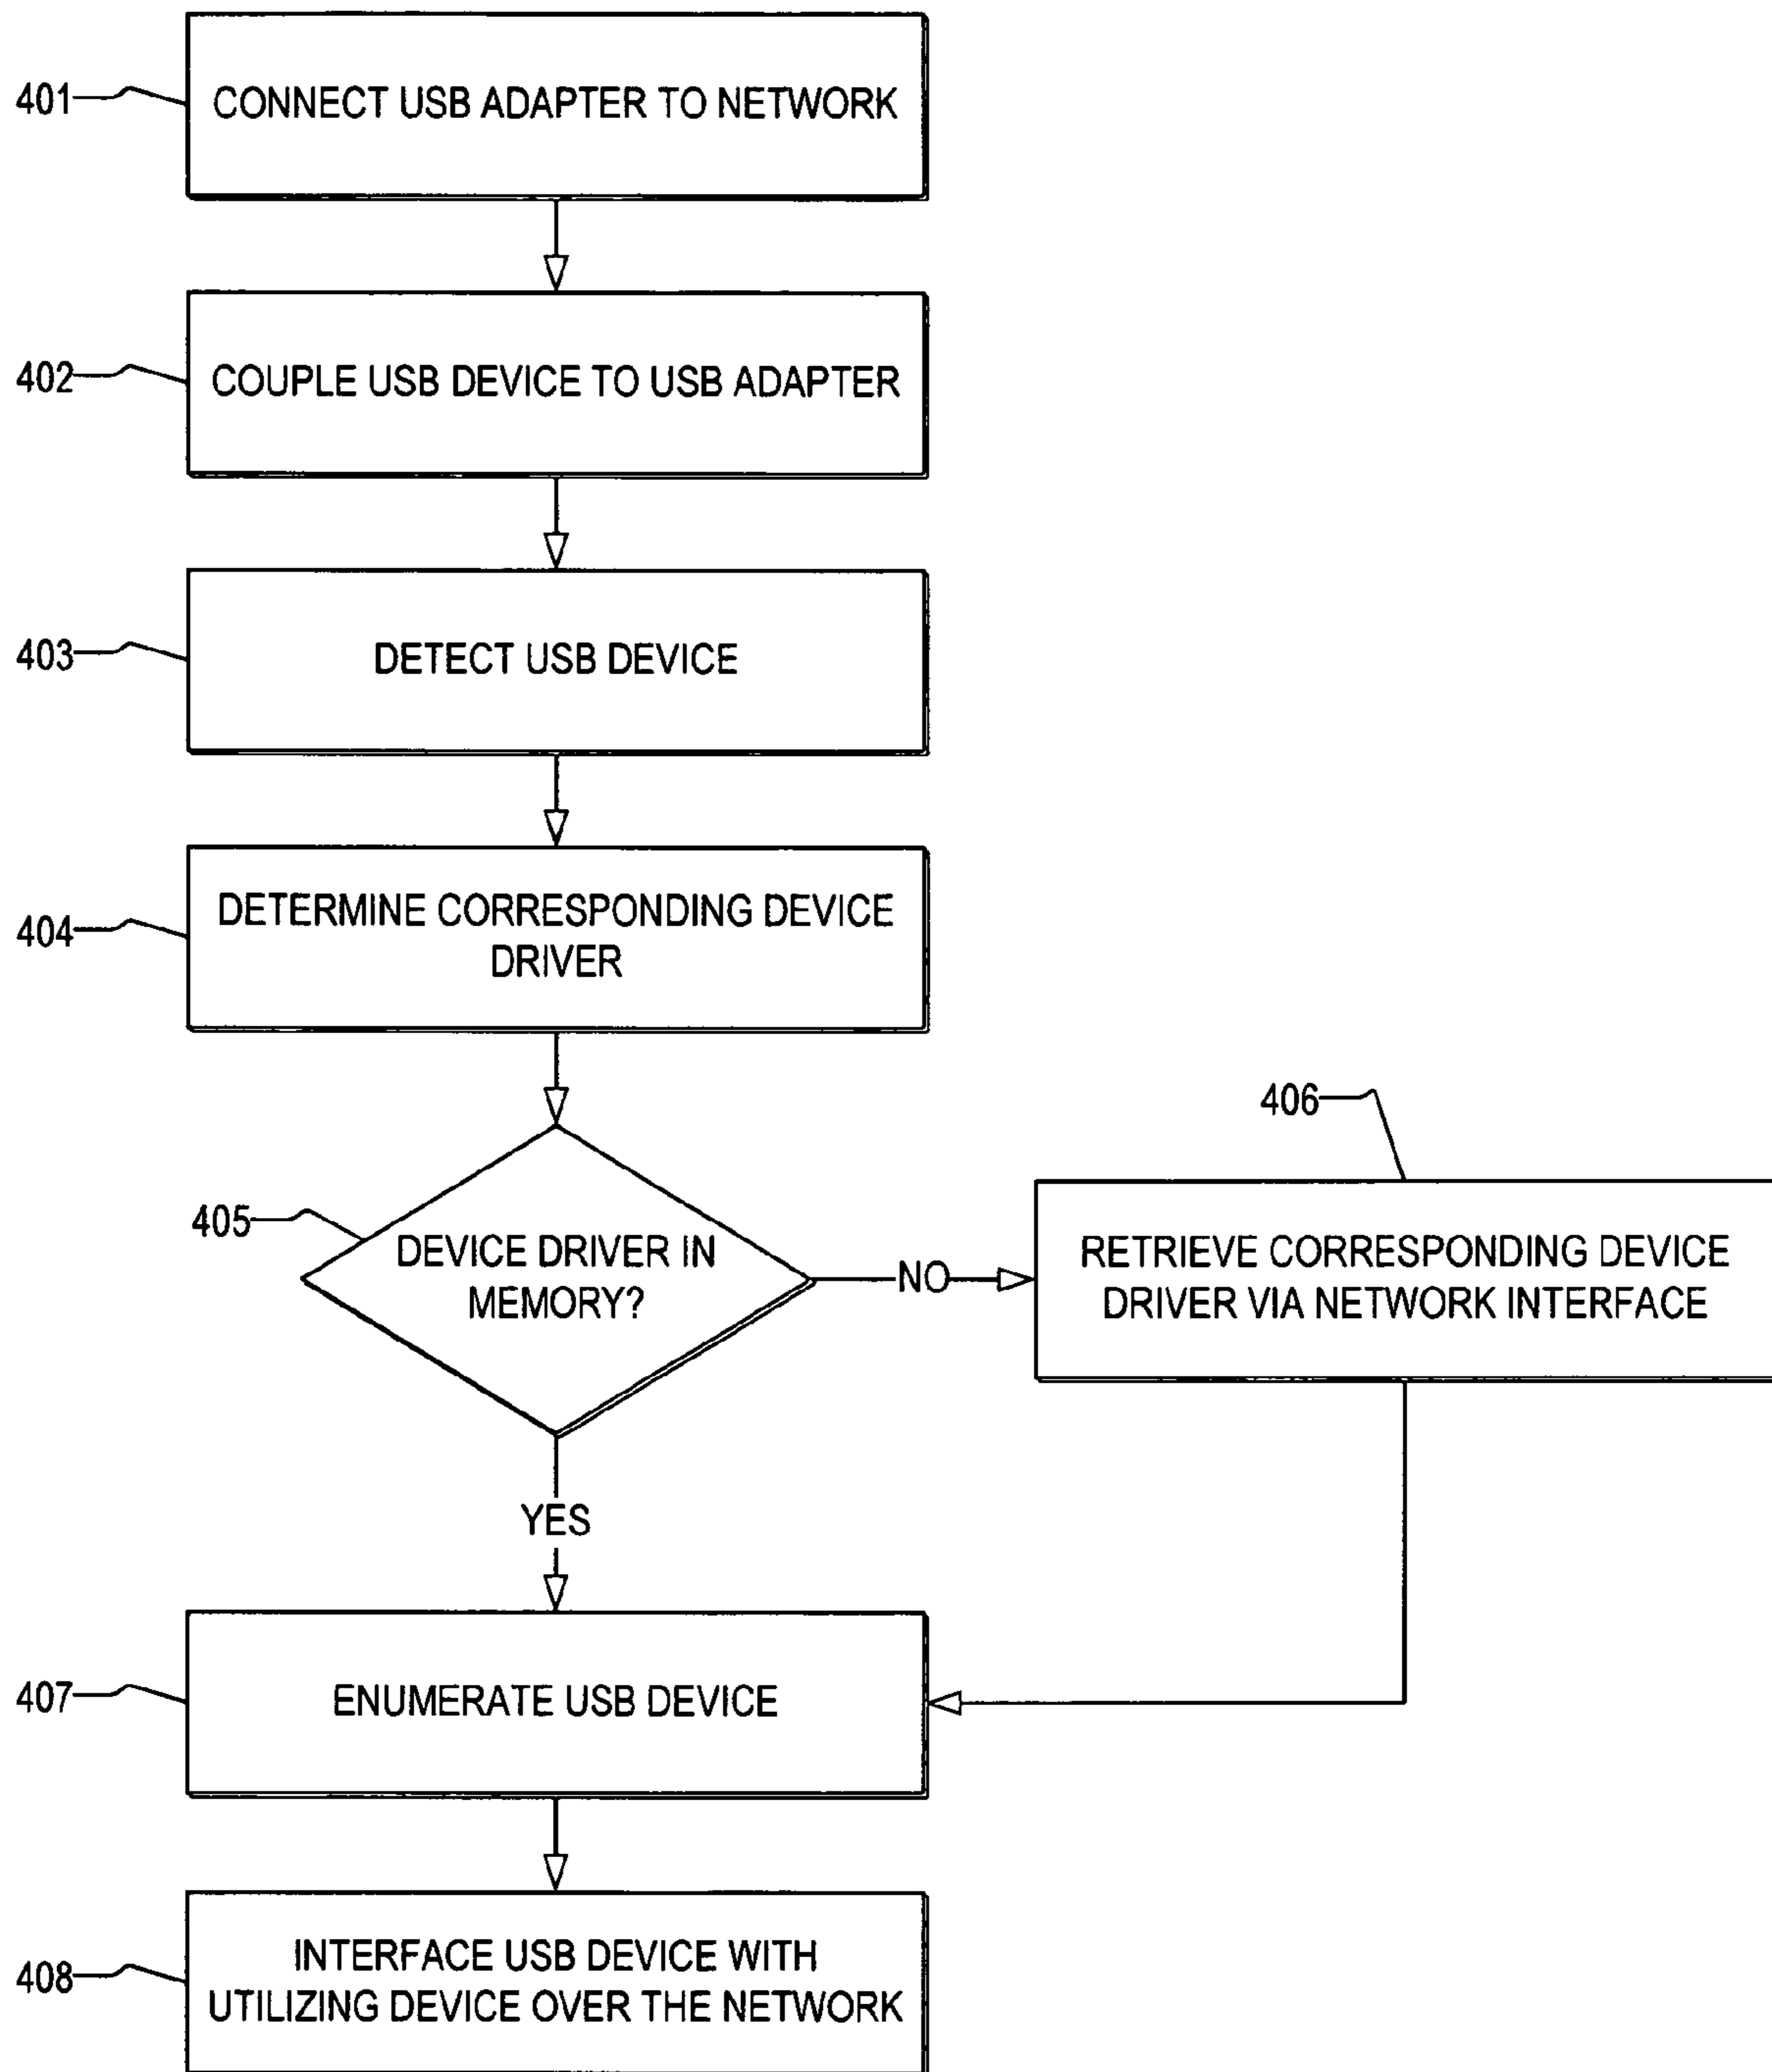 401
CONNECT USB ADAPTER TO NETWORK
402
COUPLE USB DEVICE TO USB ADAPTER
403
DETECT USB DEVICE
404
DETERMINE CORRESPONDING DEVICE
DRIVER
405
DEVICE DRIVER IN
MEMORY?
NO
406
RETRIEVE CORRESPONDING DEVICE
DRIVER VIA NETWORK INTERFACE
YES
407
ENUMERATE USB DEVICE
408
INTERFACE USB DEVICE WITH
UTILIZING DEVICE OVER THE NETWORK